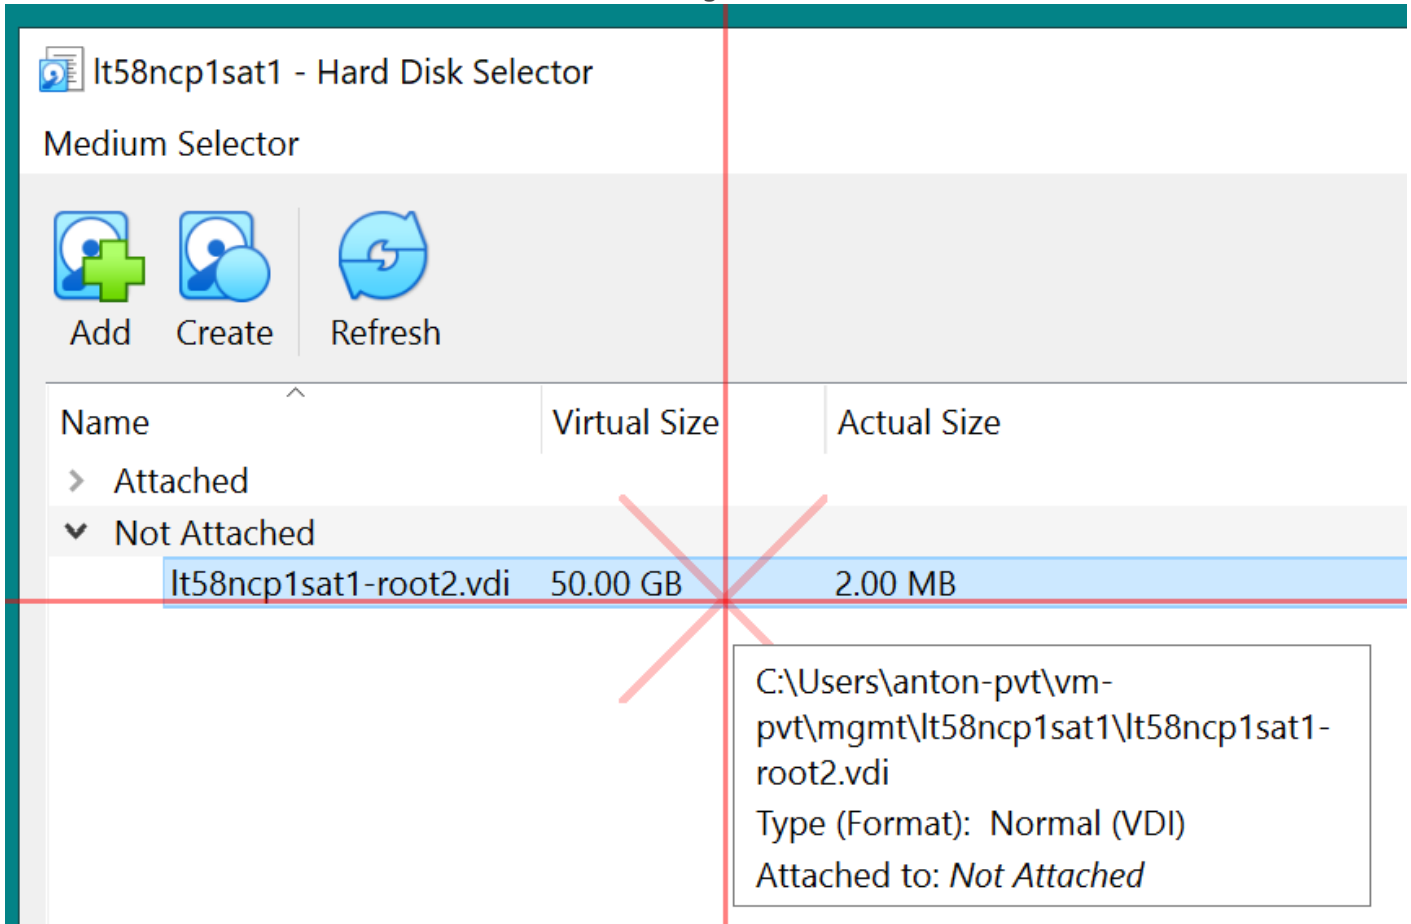 lt58ncp1sat1 - Hard Disk Selector
Medium Selector
Add Create Refresh
Name Virtual Size Actual Size
Attached
Not Attached
lt58ncp1sat1-root2.vdi 50.00 GB 2.00 MB
C:\Users\anton-pvt\vm-
pvt\mgmt\lt58ncp1sat1\lt58ncp1sat1-
root2.vdi
Type (Format): Normal (VDI)
Attached to: Not Attached